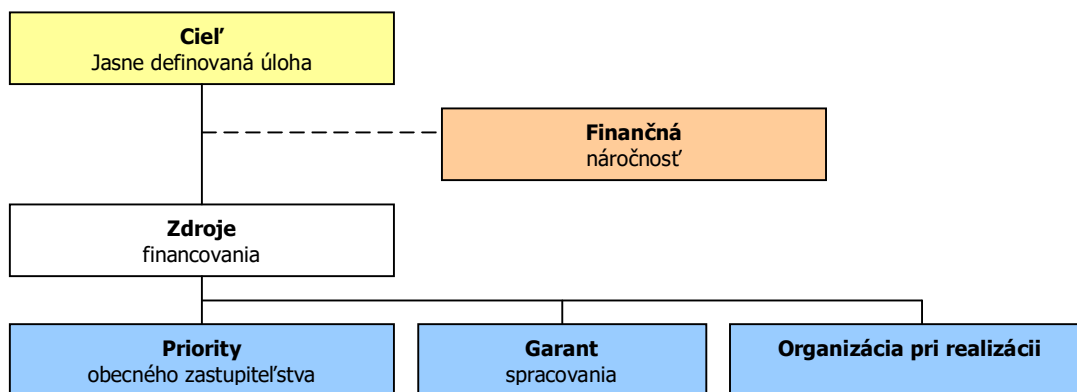 Cieľ
Jasne definovaná úloha
Finančná
náročnosť
Zdroje
financovania
Priority
obecného zastupiteľstva
Garant
spracovania
Organizácia pri realizácii